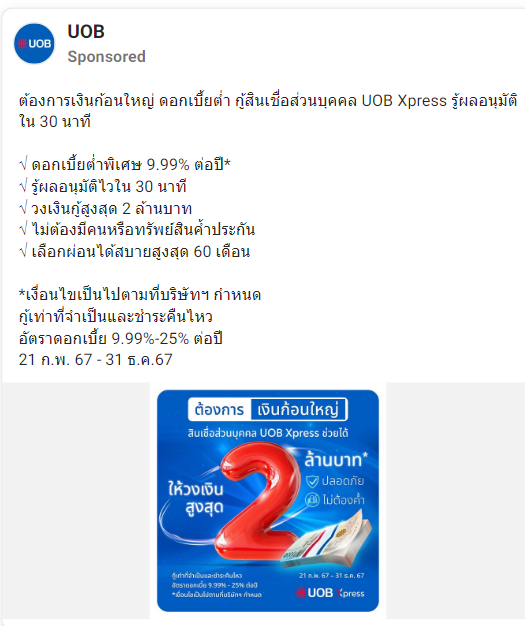 UOB
UOB
Sponsored
ต้องการเงินก้อนใหญ่ ดอกเบี้ยต่ำ กู้สินเชื่อส่วนบุคคล UOB Xpress รู้ผลอนุมัติ
ใน 30 นาที
√ ดอกเบี้ยต่ำพิเศษ 9.99% ต่อปี*
√ รู้ผลอนุมัติไวใน 30 นาที
√ วงเงินกู้สูงสุด 2 ล้านบาท
√ ไม่ต้องมีคนหรือทรัพย์สินค้ำประกัน
√ เลือกผ่อนได้สบายสูงสุด 60 เดือน
*เงื่อนไขเป็นไปตามที่บริษัทฯ กำหนด
กู้เท่าที่จำเป็นและชำระคืนไหว
อัตราดอกเบี้ย 9.99%-25% ต่อปี
21 ก.พ. 67 - 31 ธ.ค.67
ต้องการ เงินก้อนใหญ่
สินเชื่อส่วนบุคคล UOB Xpress ช่วยได้
ให้วงเงิน
สูงสุด
2
ล้านบาท*
ปลอดภัย
ไม่ต้องค้ำ
กู้เท่าที่จำเป็นและชำระคืนไหว
อัตราดอกเบี้ย 9.99% - 25% ต่อปี
*เงื่อนไขเป็นไปตามที่บริษัทฯ กำหนด
21 ก.พ. 67 - 31 ธ.ค. 67
UOB Xpress